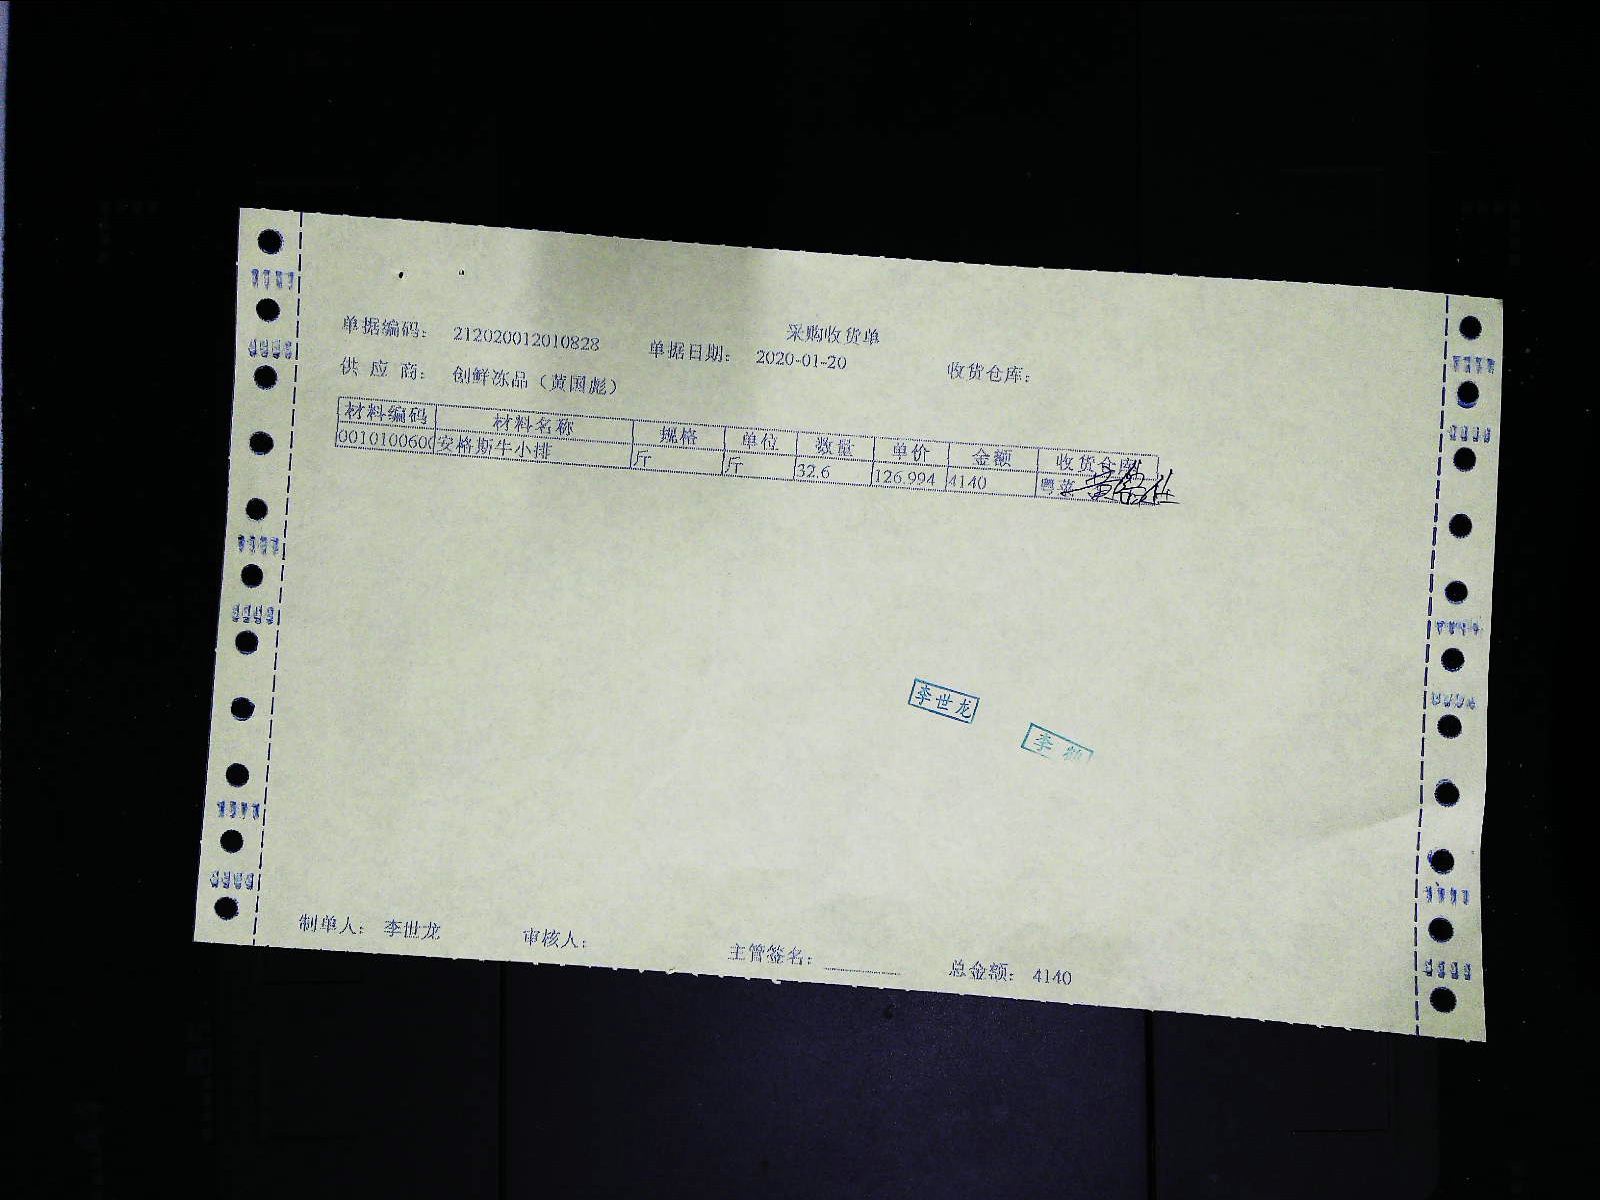 采购收货单
单据编码： 212020012010828 单据日期： 2020-01-20 收货仓库：
供 应 商： 创鲜冻品（黄国彪）
材料编码 材料名称 规格 单位 数量 单价 金额 收货仓库
0010100600 安格斯牛小排 斤 斤 32.6 126.994 4140 粤菜
李世龙
李
制单人： 李世龙 审核人： 主管签名： 总金额： 4140